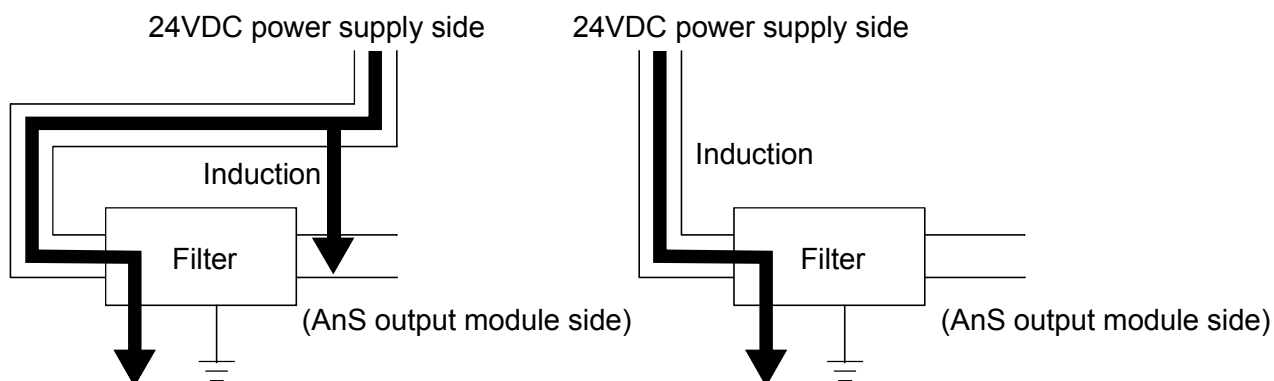 24VDC power supply side
Induction
Filter
(AnS output module side)
24VDC power supply side
Induction
Filter
(AnS output module side)